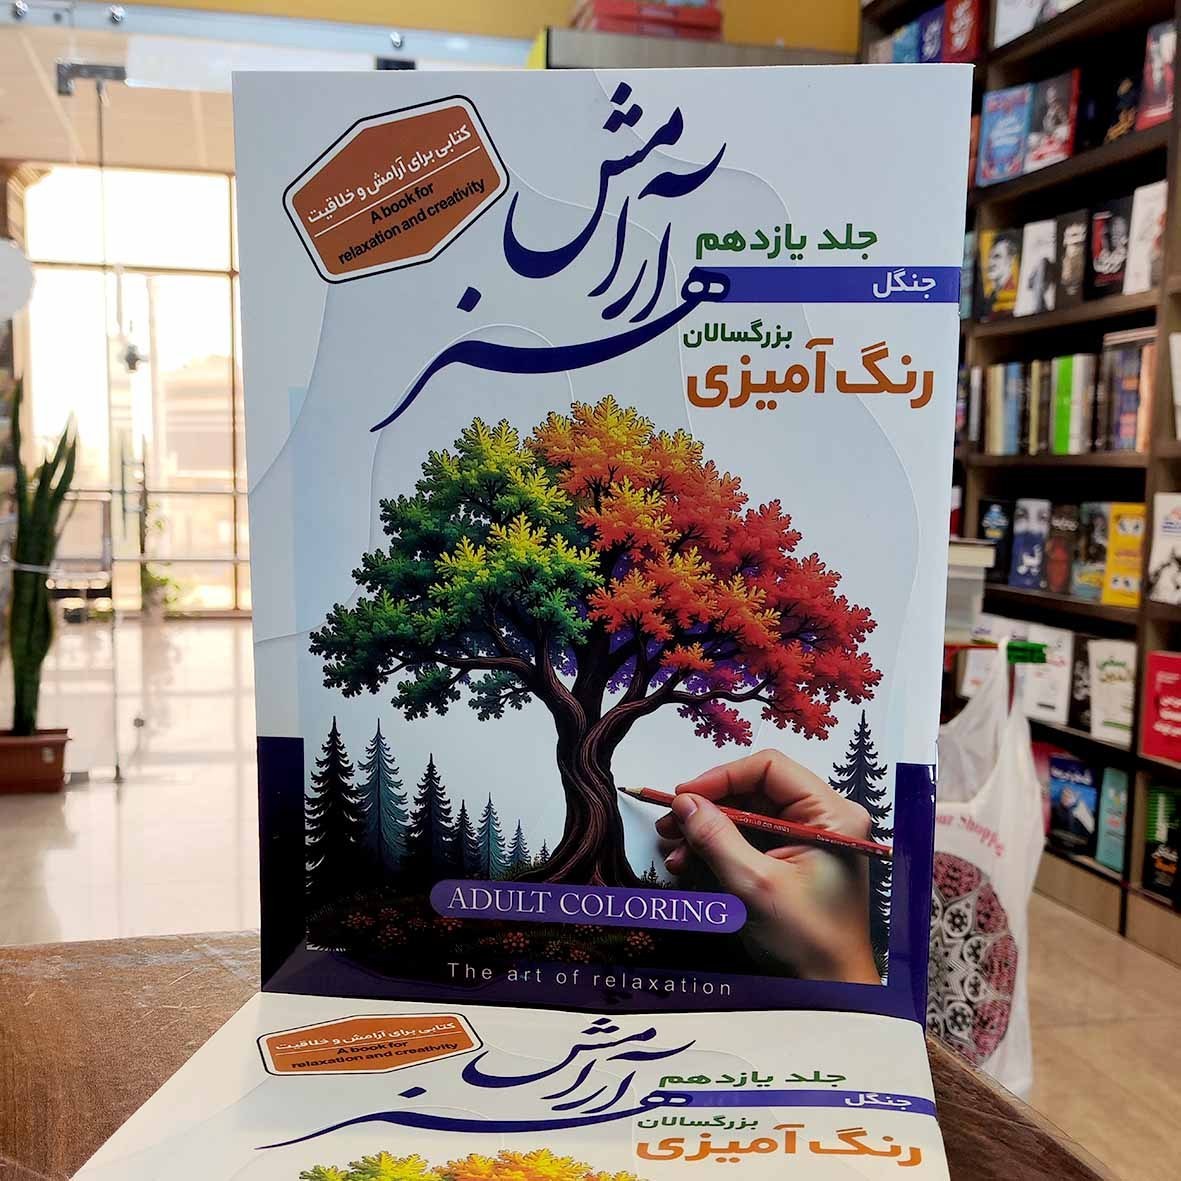 کتابی برای آرامش و خلاقیت
A book for
relaxation and creativity
هنر آرامش
جلد یازدهم
جنگل
بزرگسالان
رنگ آمیزی
ADULT COLORING
The art of relaxation
کتابی برای آرامش و خلاقیت
A book for
relaxation and creativity
هنر آرامش
جلد یازدهم
جنگل
بزرگسالان
رنگ آمیزی